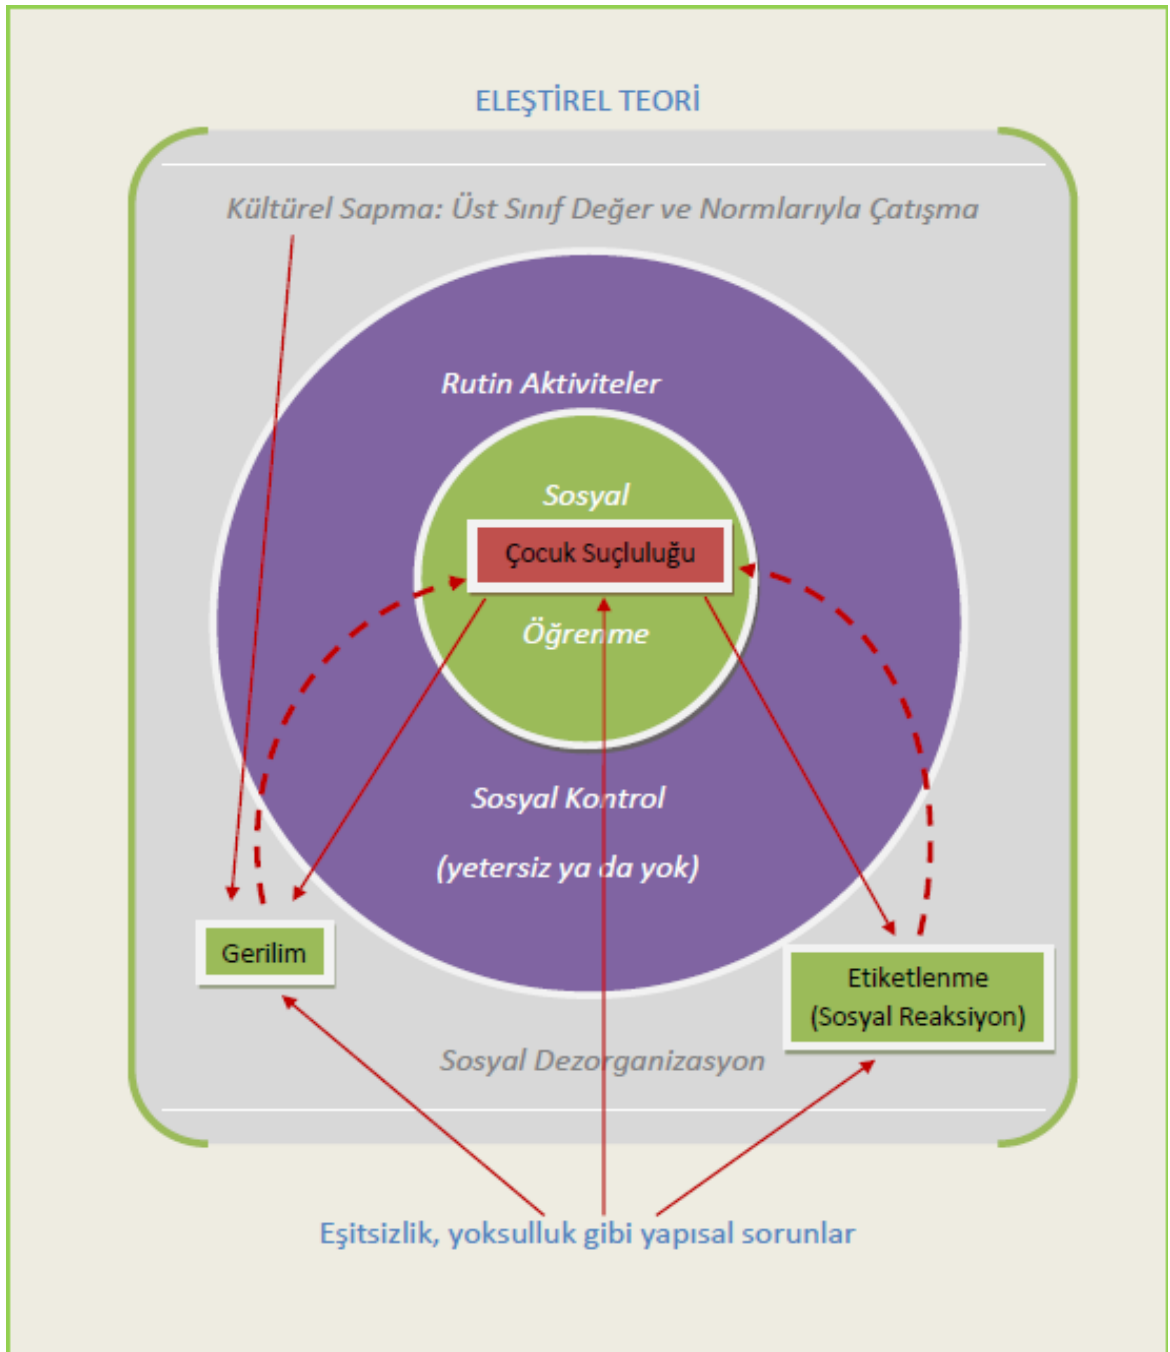 ELEŞTİREL TEORİ
Kültürel Sapma: Üst Sınıf Değer ve Normlarıyla Çatışma
Rutin Aktiviteler
Sosyal
Çocuk Suçluluğu
Öğrenme
Sosyal Kontrol
(yetersiz ya da yok)
Gerilim
Etiketlenme
(Sosyal Reaksiyon)
Sosyal Dezorganizasyon
Eşitsizlik, yoksulluk gibi yapısal sorunlar